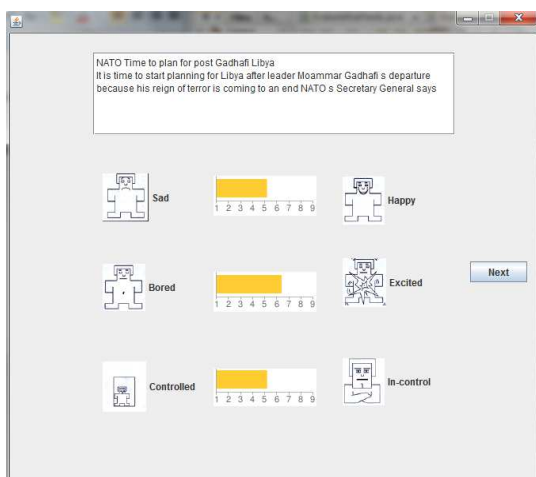 NATO Time to plan for post Gadhafi Libya
It is time to start planning for Libya after leader Moammar Gadhafi s departure
because his reign of terror is coming to an end NATO s Secretary General says
Sad
1 2 3 4 5 6 7 8 9
Happy
Bored
1 2 3 4 5 6 7 8 9
Excited
Next
Controlled
1 2 3 4 5 6 7 8 9
In-control